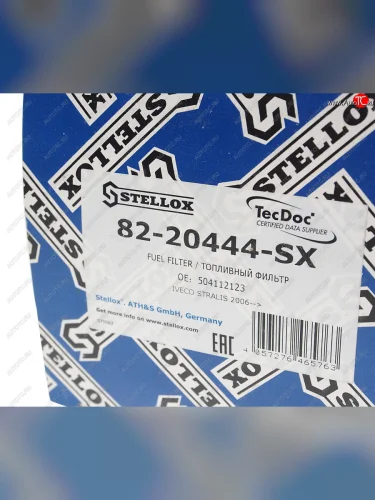 STELLOX
TecDoc
CERTIFIED DATA SUPPLIER
82-20444-SX
FUEL FILTER / ТОПЛИВНЫЙ ФИЛЬТР
OE: 504112123
IVECO STRALIS 2006-->
Stellox®, ATH&S GmbH, Germany
get more info on www.stellox.com
EAC
4 057276 465763
STELLOX